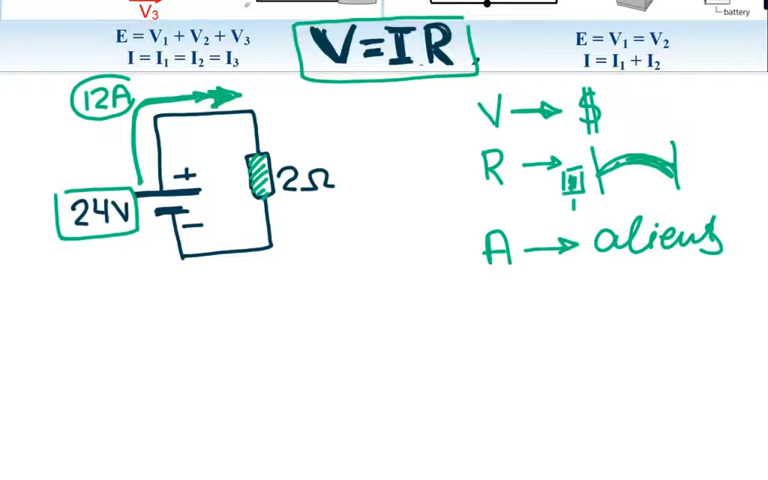 V₃
battery
E = V₁ + V₂ + V₃
I = I₁ = I₂ = I₃
V=IR
E = V₁ = V₂
I = I₁ + I₂
12A
V → $
+
2Ω
R →
24V
−
A → aliens